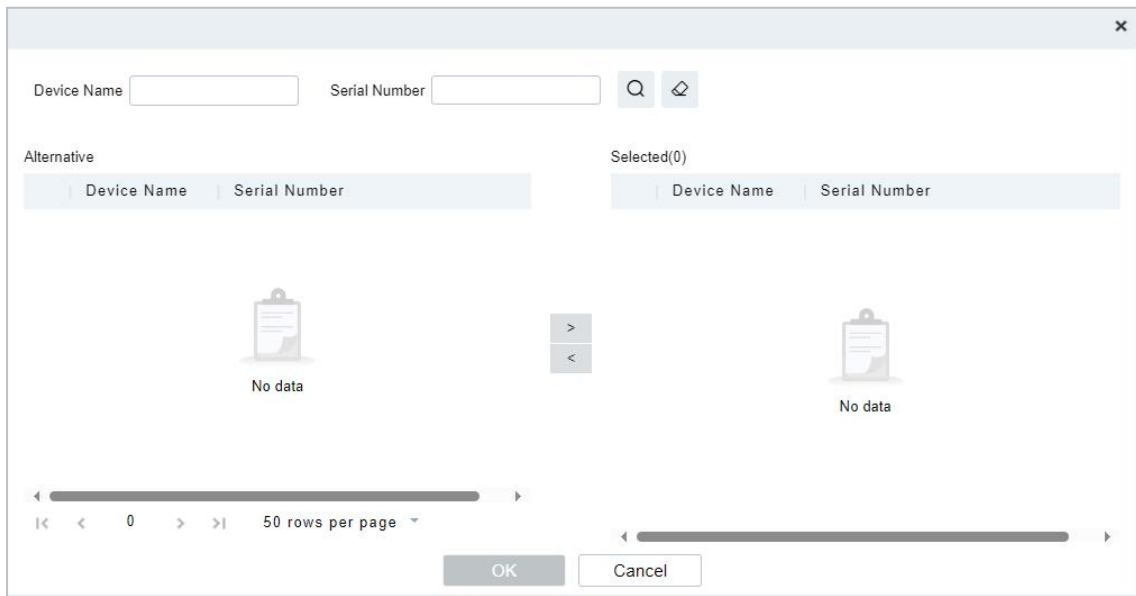 Device Name Serial Number
Alternative Selected(0)
Device Name Serial Number Device Name Serial Number
>
<
No data
No data
0 50 rows per page
OK Cancel